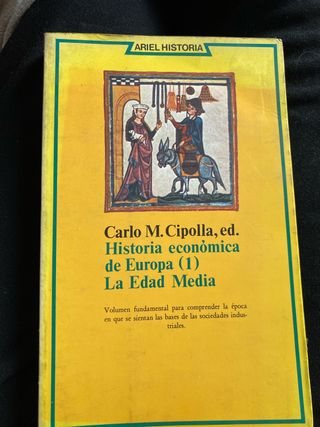 ARIEL HISTORIA
Carlo M. Cipolla, ed.
Historia económica
de Europa (1)
La Edad Media
Volumen fundamental para comprender la época
en que se sientan las bases de las sociedades indus-
triales.